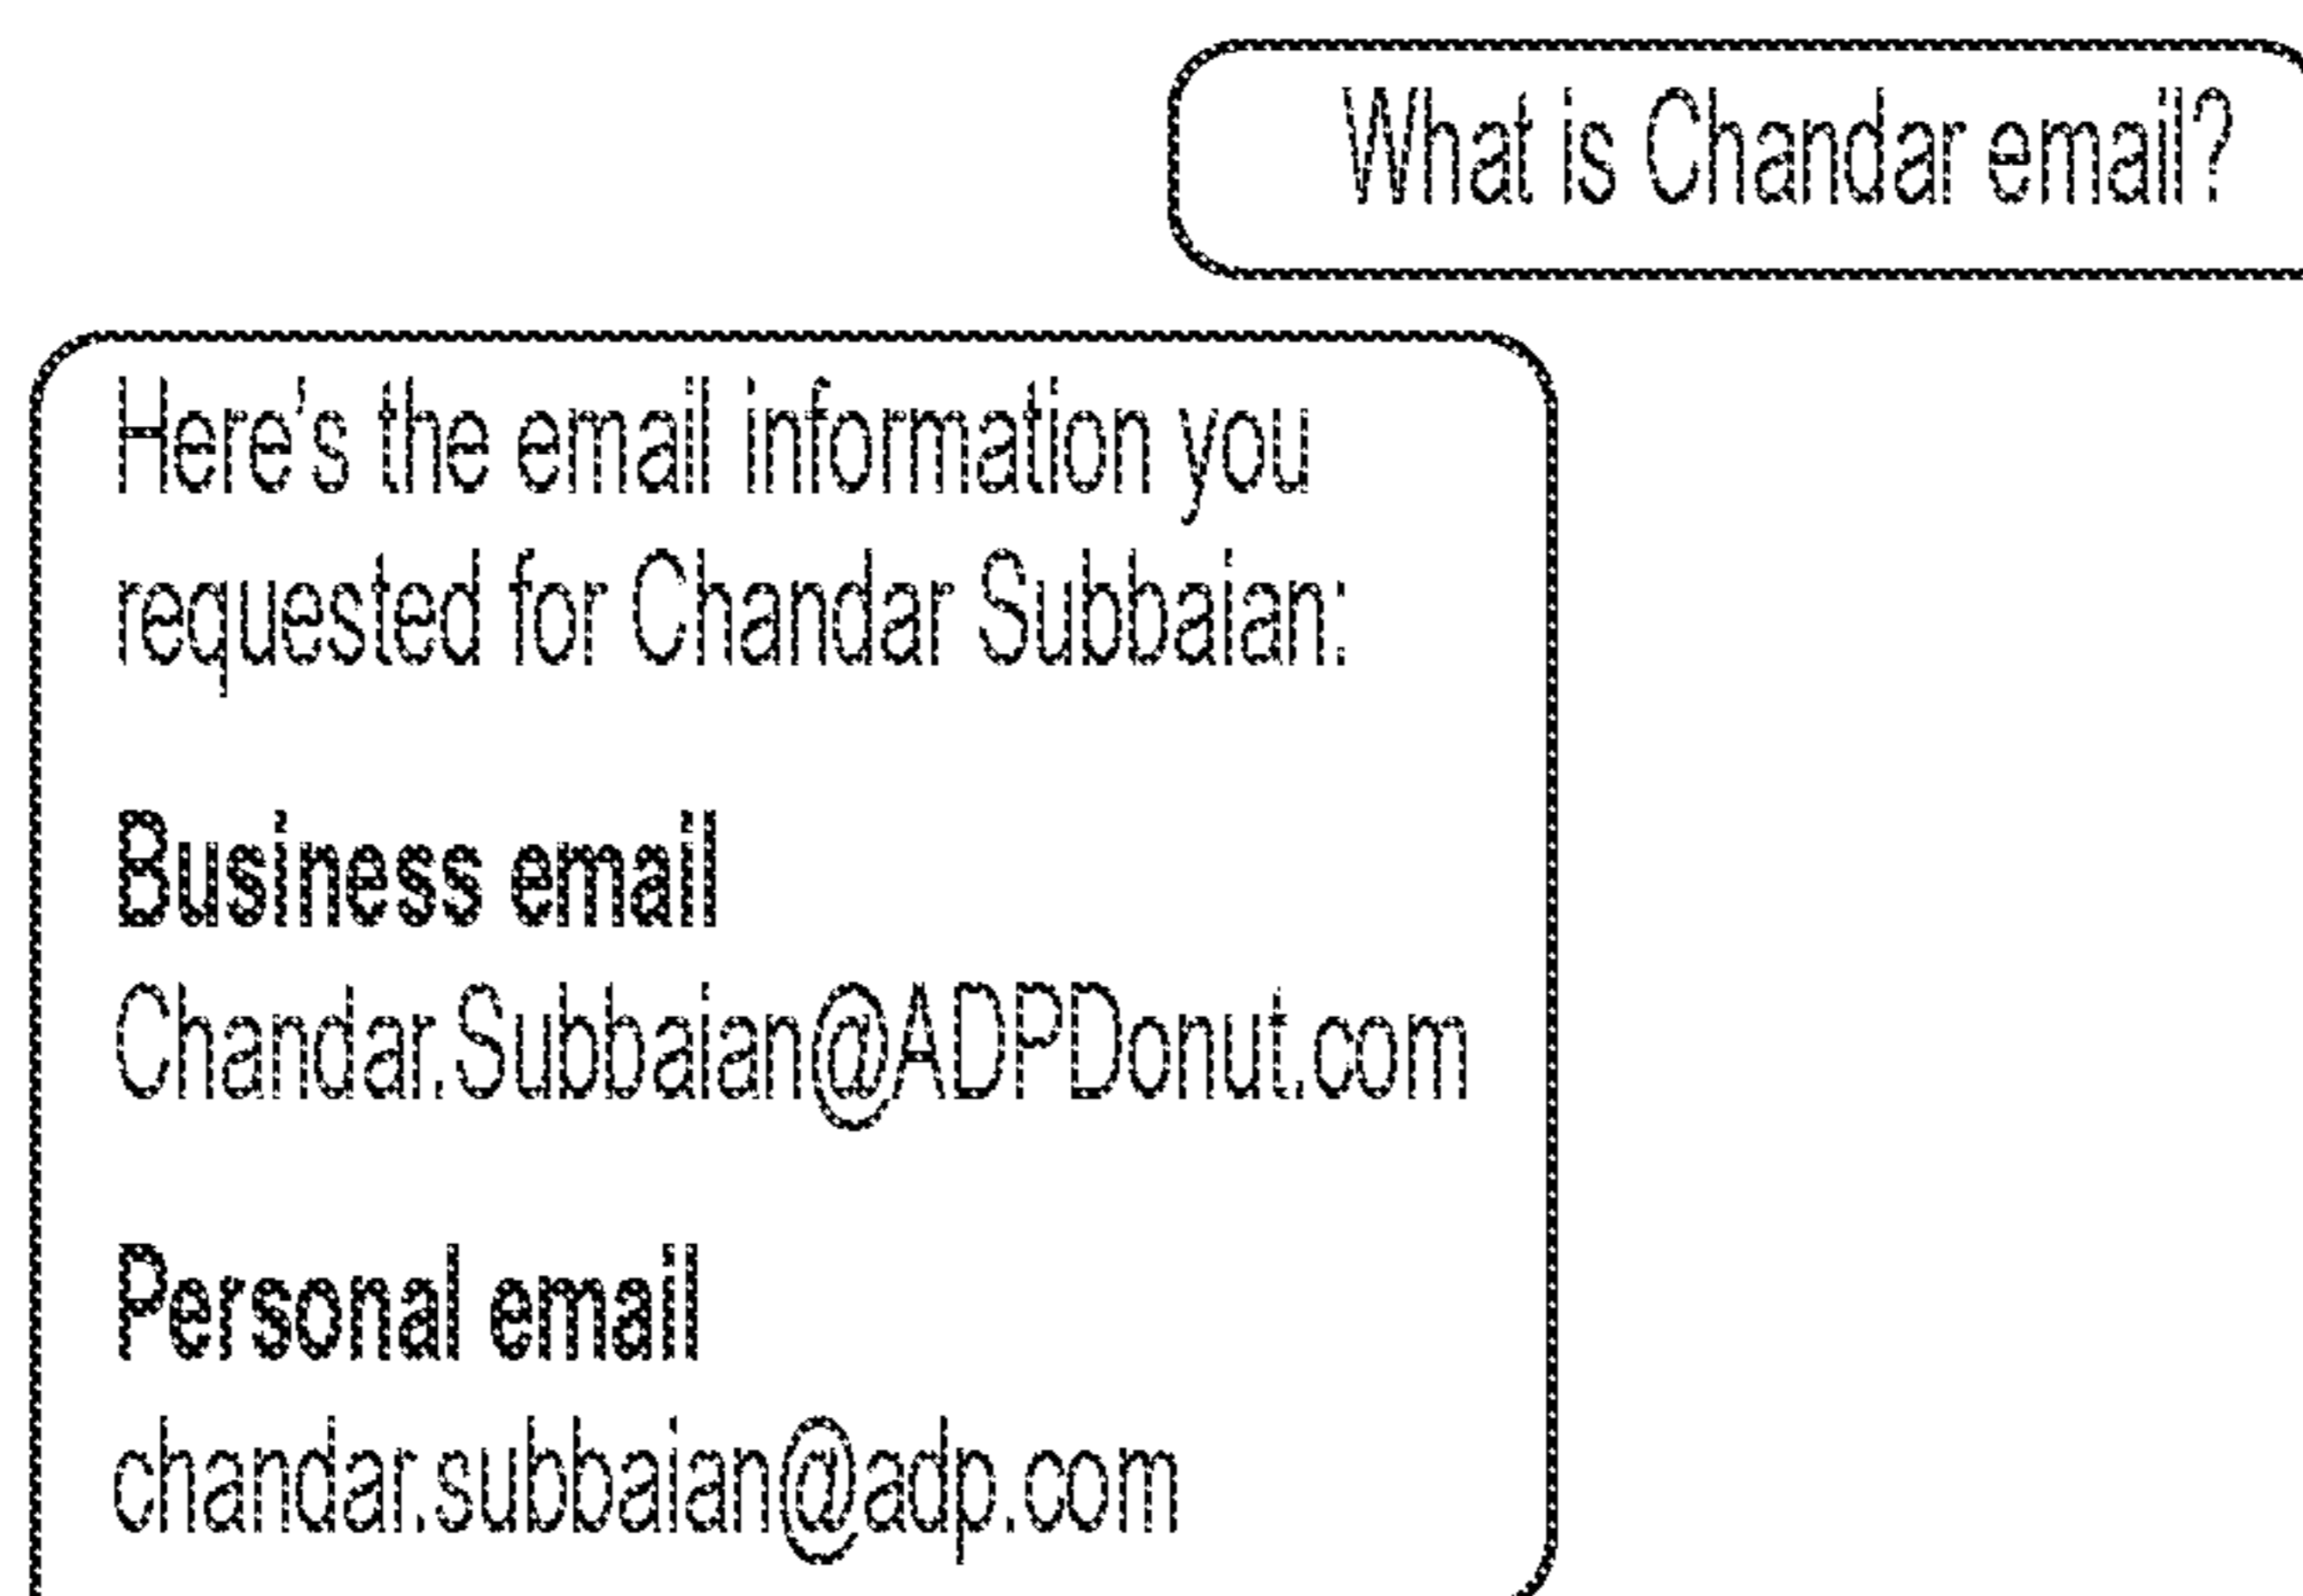 What is Chandar email?
Here's the email information you
requested for Chandar Subbaian:
Business email
Chandar.Subbaian@ADPDonut.com
Personal email
chandar.subbaian@adp.com